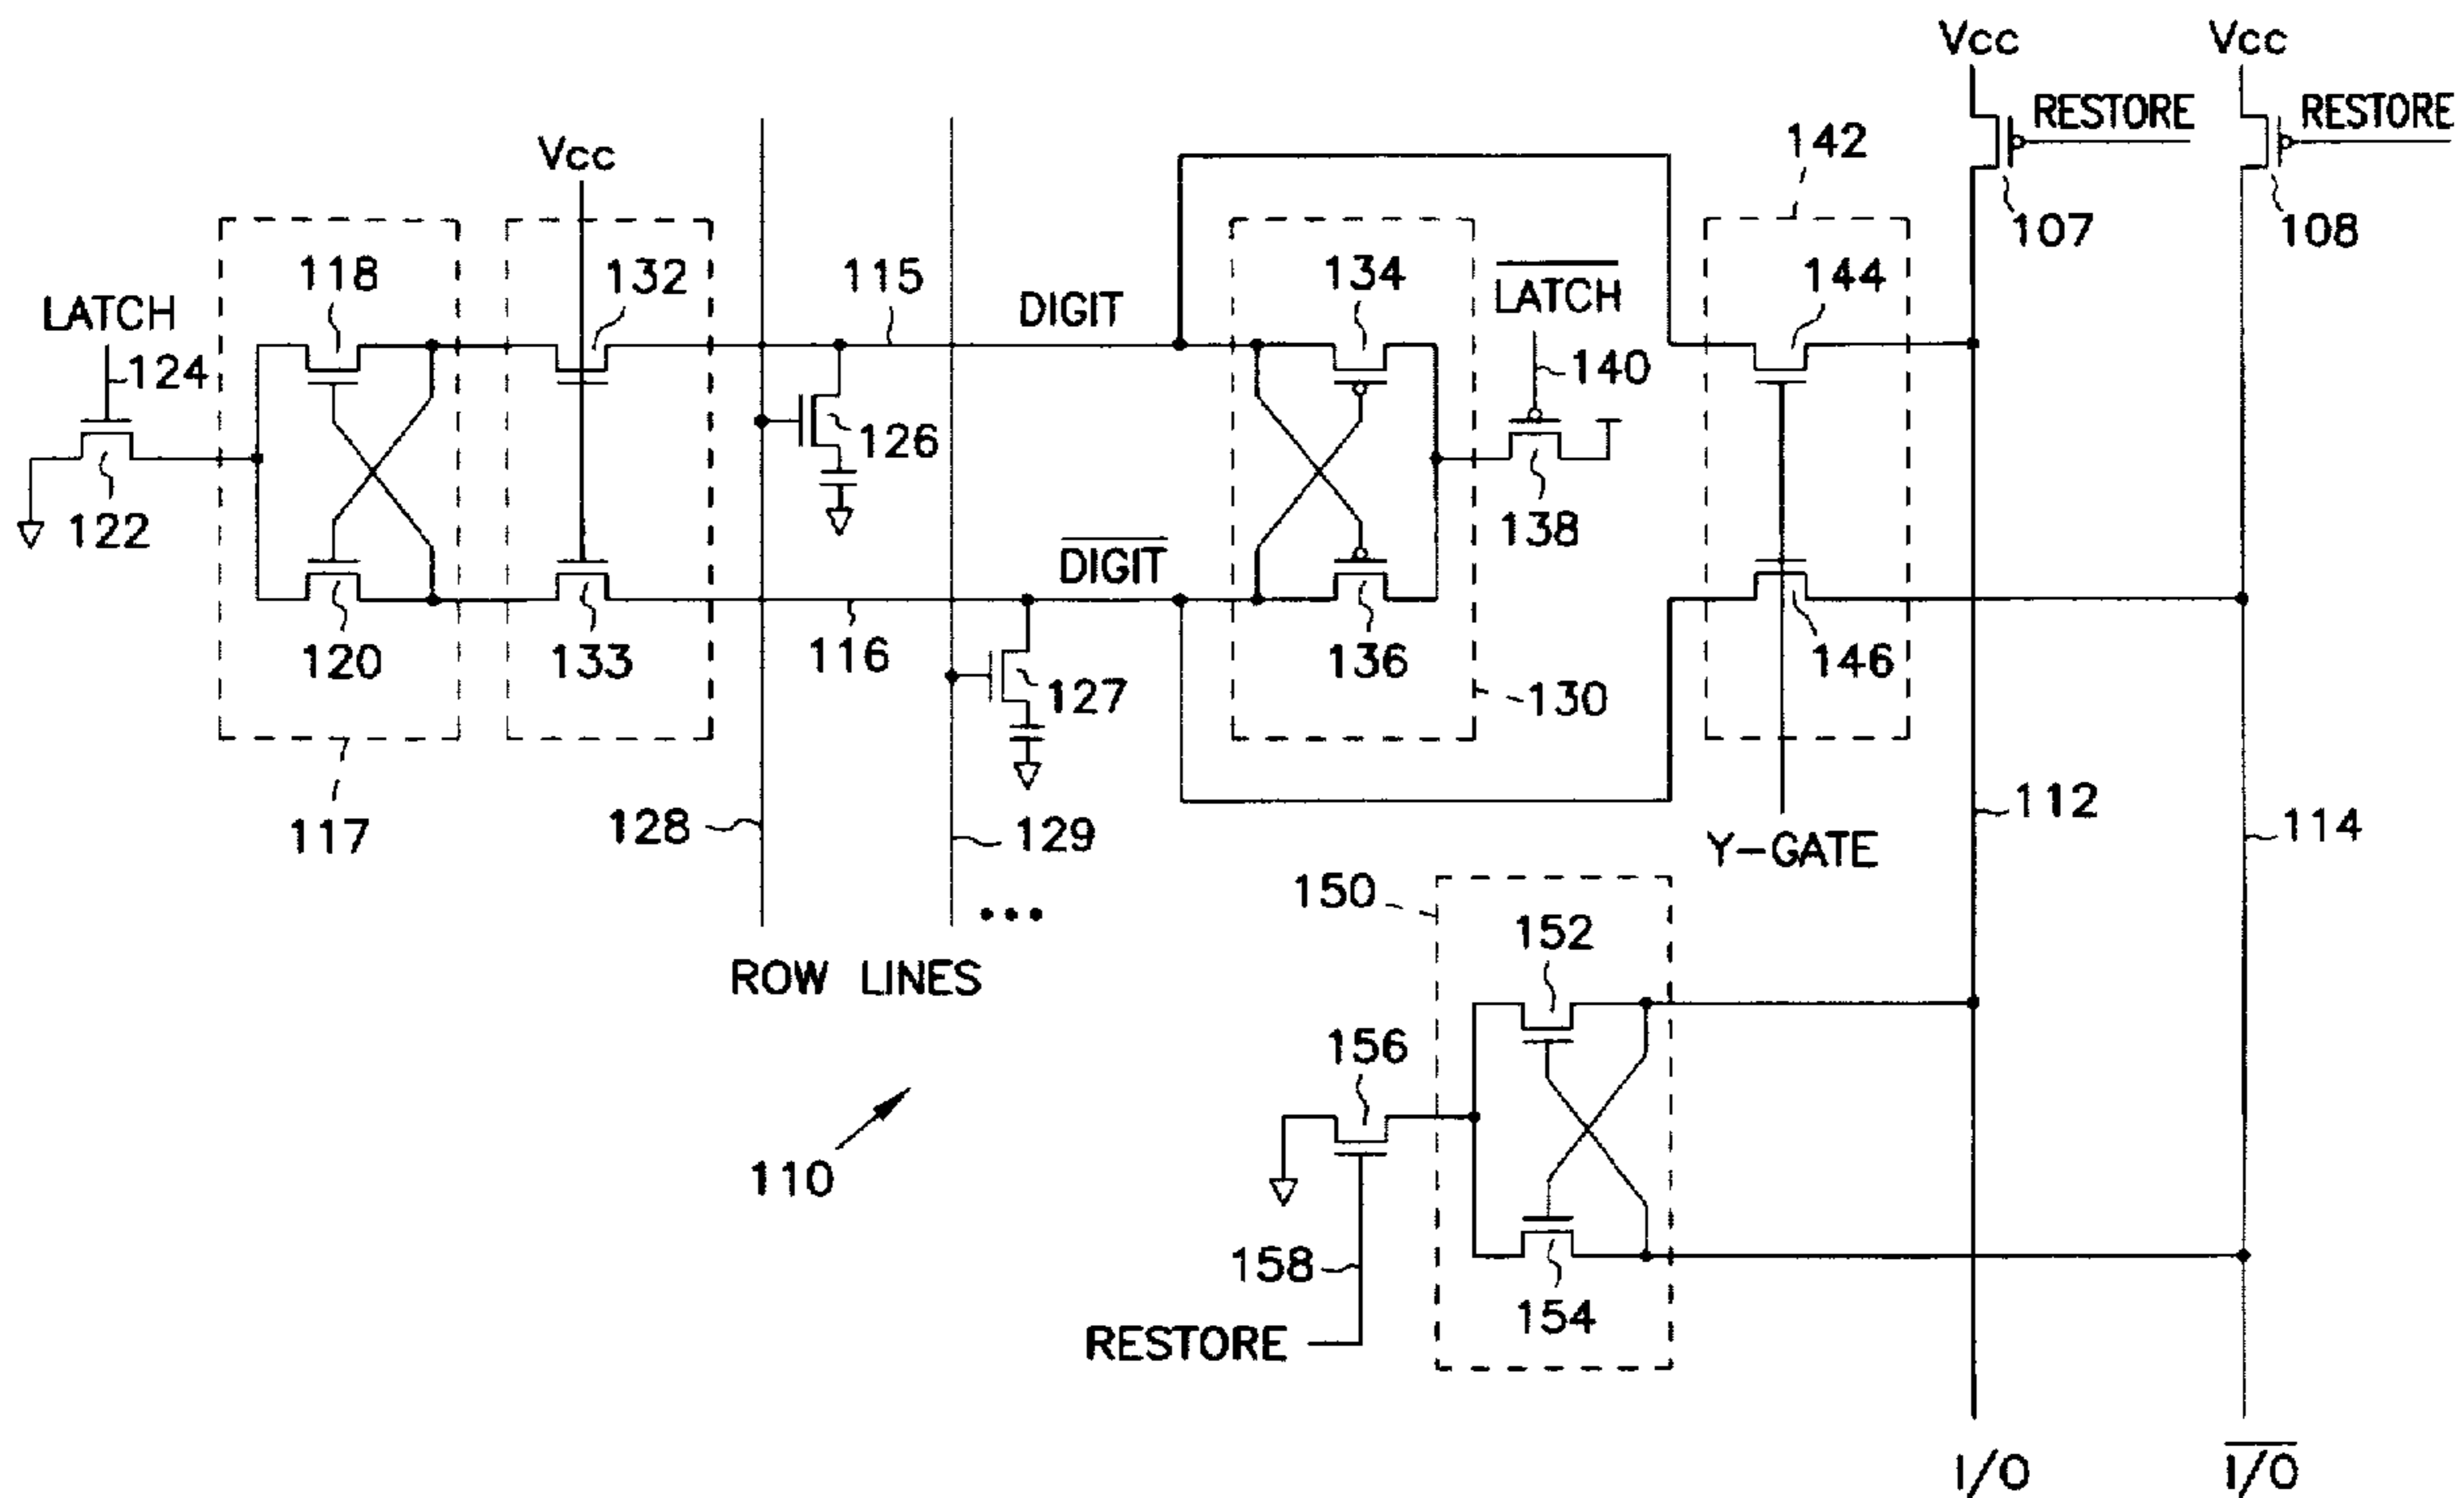 Vcc
Vcc
RESTORE
RESTORE
142
Vcc
107
108
118
132
115
DIGIT
134
LATCH
144
LATCH
124
140
126
122
138
DIGIT
120
133
116
136
146
127
130
117
128
129
112
114
Y-GATE
150
•••
152
ROW LINES
156
110
158
154
RESTORE
I/O
I/O